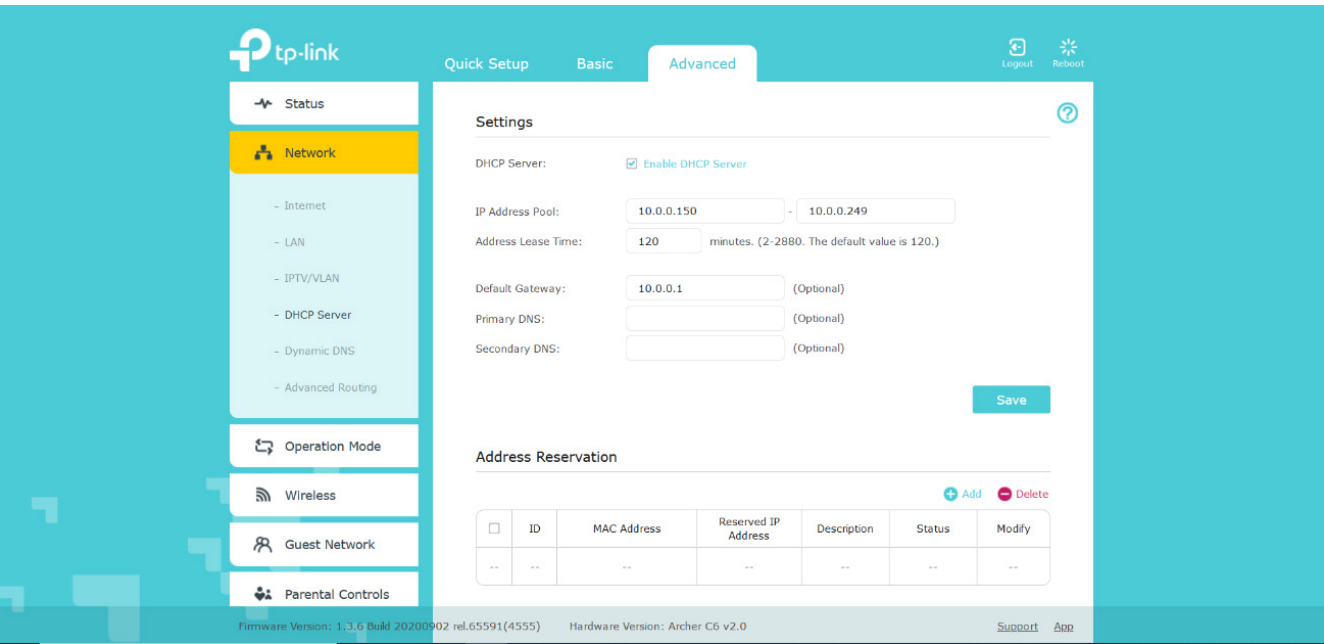 tp-link
Quick Setup Basic Advanced
Logout Reboot
Status
Network
- Internet
- LAN
- IPTV/VLAN
- DHCP Server
- Dynamic DNS
- Advanced Routing
Operation Mode
Wireless
Guest Network
Parental Controls
Settings
?
DHCP Server: Enable DHCP Server
IP Address Pool: 10.0.0.150 - 10.0.0.249
Address Lease Time: 120 minutes. (2-2880. The default value is 120.)
Default Gateway: 10.0.0.1 (Optional)
Primary DNS: (Optional)
Secondary DNS: (Optional)
Save
Address Reservation
Add Delete
ID MAC Address Reserved IP Address Description Status Modify
-- -- -- -- -- -- --
Firmware Version: 1.3.6 Build 20200902 rel.65591(4555) Hardware Version: Archer C6 v2.0 Support App